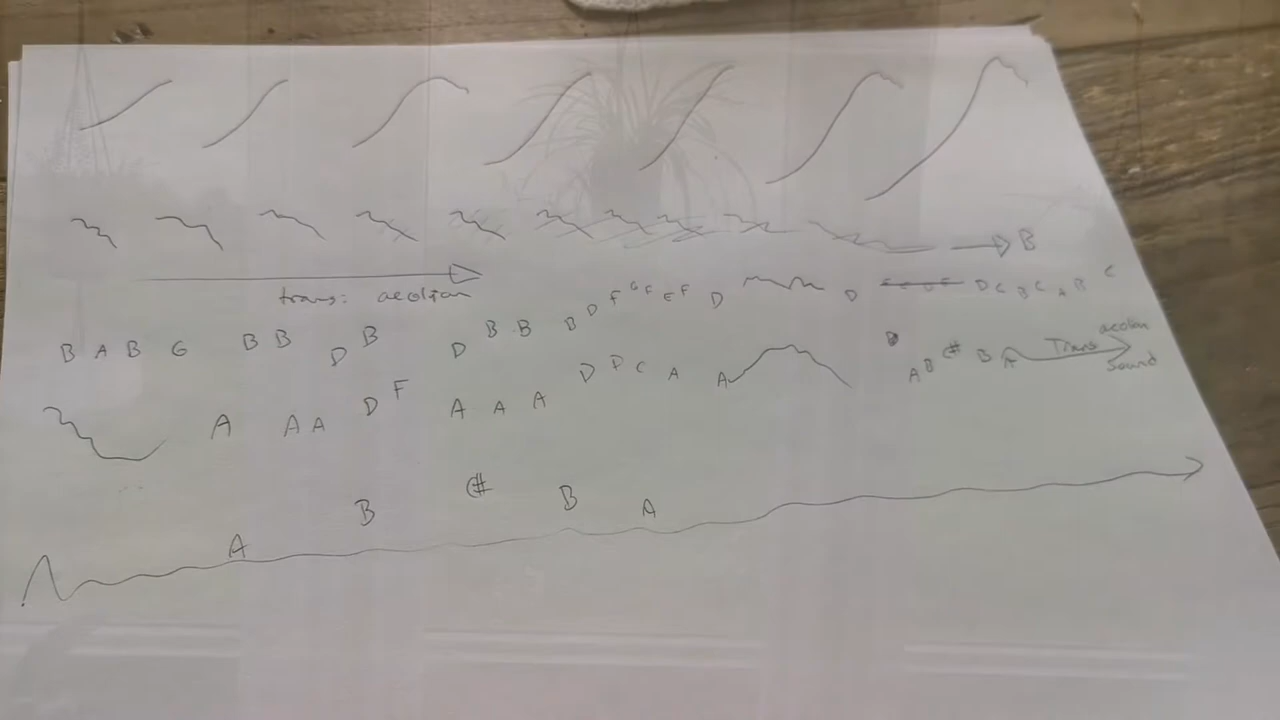 B
trans: aeolian
B A B G B B D B D B B B D F G F E F D D D C B C A B C
A A A D F A A A D D C A A A B C# B A Trans aeolian sound
A B C# B A